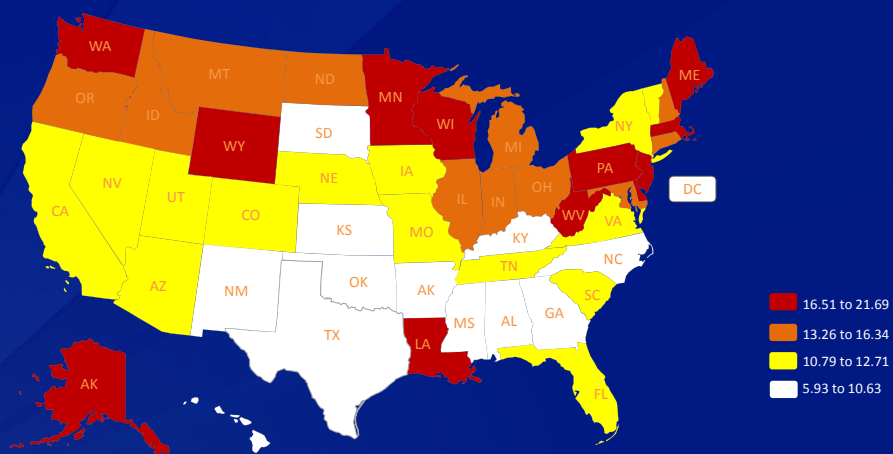 WA
ME
MT
ND
MN
OR
ID
WI
NY
SD
WY
MI
PA
IA
NE
NV
OH
DC
UT
IL
IN
CO
CA
WV
VA
KS
MO
KY
NC
TN
OK
AZ
AK
NM
SC
MS
AL
GA
TX
LA
AK
FL
16.51 to 21.69
13.26 to 16.34
10.79 to 12.71
5.93 to 10.63